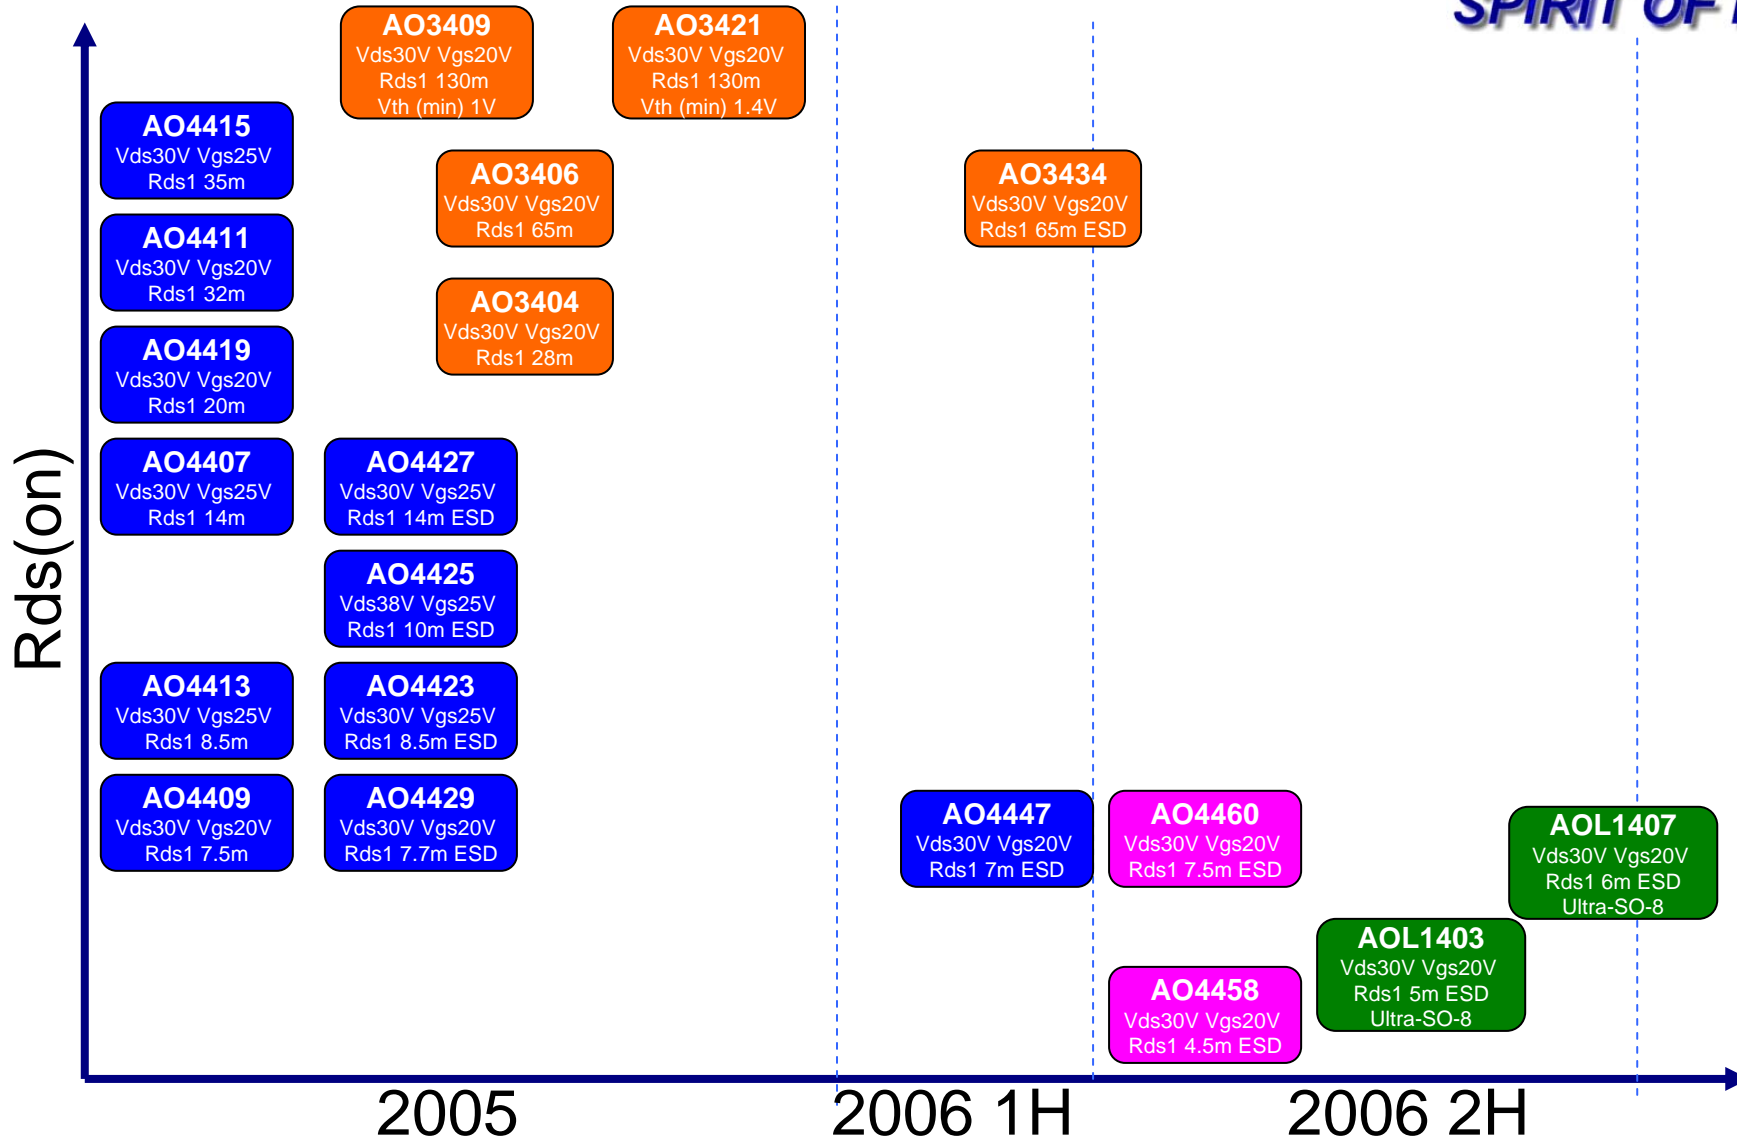 SPIRIT OF
AO3409
Vds30V Vgs20V
Rds1 130m
Vth (min) 1V
AO3421
Vds30V Vgs20V
Rds1 130m
Vth (min) 1.4V
AO4415
Vds30V Vgs25V
Rds1 35m
AO3406
Vds30V Vgs20V
Rds1 65m
AO3434
Vds30V Vgs20V
Rds1 65m ESD
AO4411
Vds30V Vgs20V
Rds1 32m
AO3404
Vds30V Vgs20V
Rds1 28m
AO4419
Vds30V Vgs20V
Rds1 20m
Rds(on)
AO4407
Vds30V Vgs25V
Rds1 14m
AO4427
Vds30V Vgs25V
Rds1 14m ESD
AO4425
Vds38V Vgs25V
Rds1 10m ESD
AO4413
Vds30V Vgs25V
Rds1 8.5m
AO4423
Vds30V Vgs25V
Rds1 8.5m ESD
AO4409
Vds30V Vgs20V
Rds1 7.5m
AO4429
Vds30V Vgs20V
Rds1 7.7m ESD
AO4447
Vds30V Vgs20V
Rds1 7m ESD
AO4460
Vds30V Vgs20V
Rds1 7.5m ESD
AOL1407
Vds30V Vgs20V
Rds1 6m ESD
Ultra-SO-8
AOL1403
Vds30V Vgs20V
Rds1 5m ESD
Ultra-SO-8
AO4458
Vds30V Vgs20V
Rds1 4.5m ESD
2005
2006 1H
2006 2H